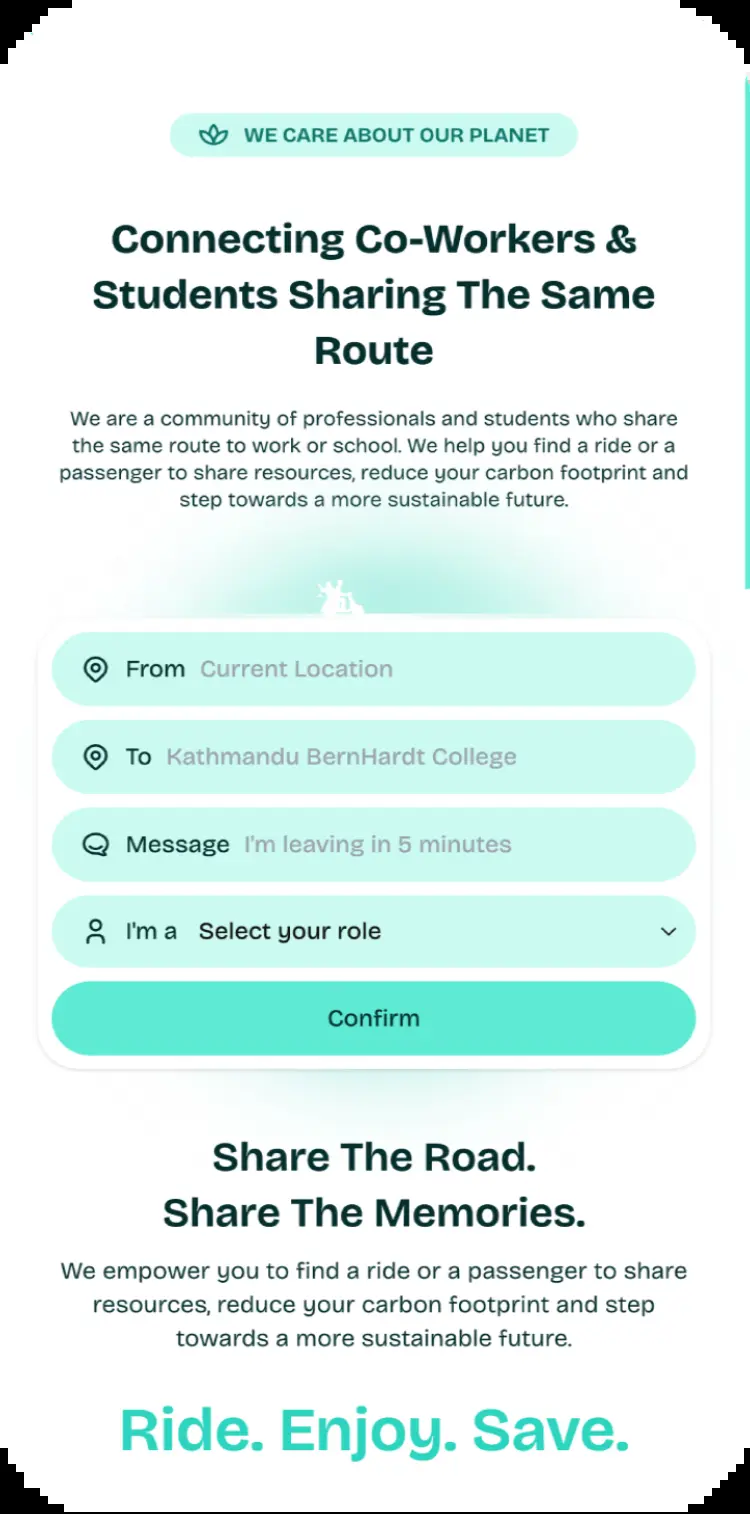 WE CARE ABOUT OUR PLANET
Connecting Co-Workers &
Students Sharing The Same
Route
We are a community of professionals and students who share
the same route to work or school. We help you find a ride or a
passenger to share resources, reduce your carbon footprint and
step towards a more sustainable future.
From Current Location
To Kathmandu BernHardt College
Message I'm leaving in 5 minutes
I'm a Select your role
Confirm
Share The Road.
Share The Memories.
We empower you to find a ride or a passenger to share
resources, reduce your carbon footprint and step
towards a more sustainable future.
Ride. Enjoy. Save.